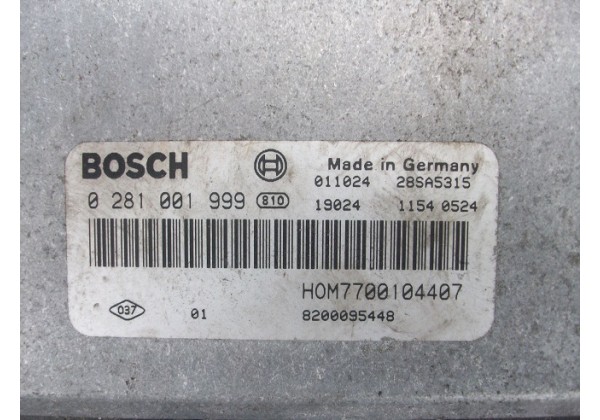 BOSCH Made in Germany
011024 28SA5315
0 281 001 999 810 19024 1154 0524
HOM7700104407
037 01 8200095448